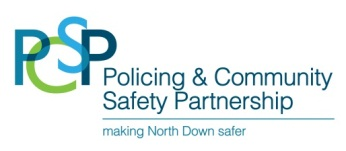 PCSP
Policing & Community
Safety Partnership
making North Down safer